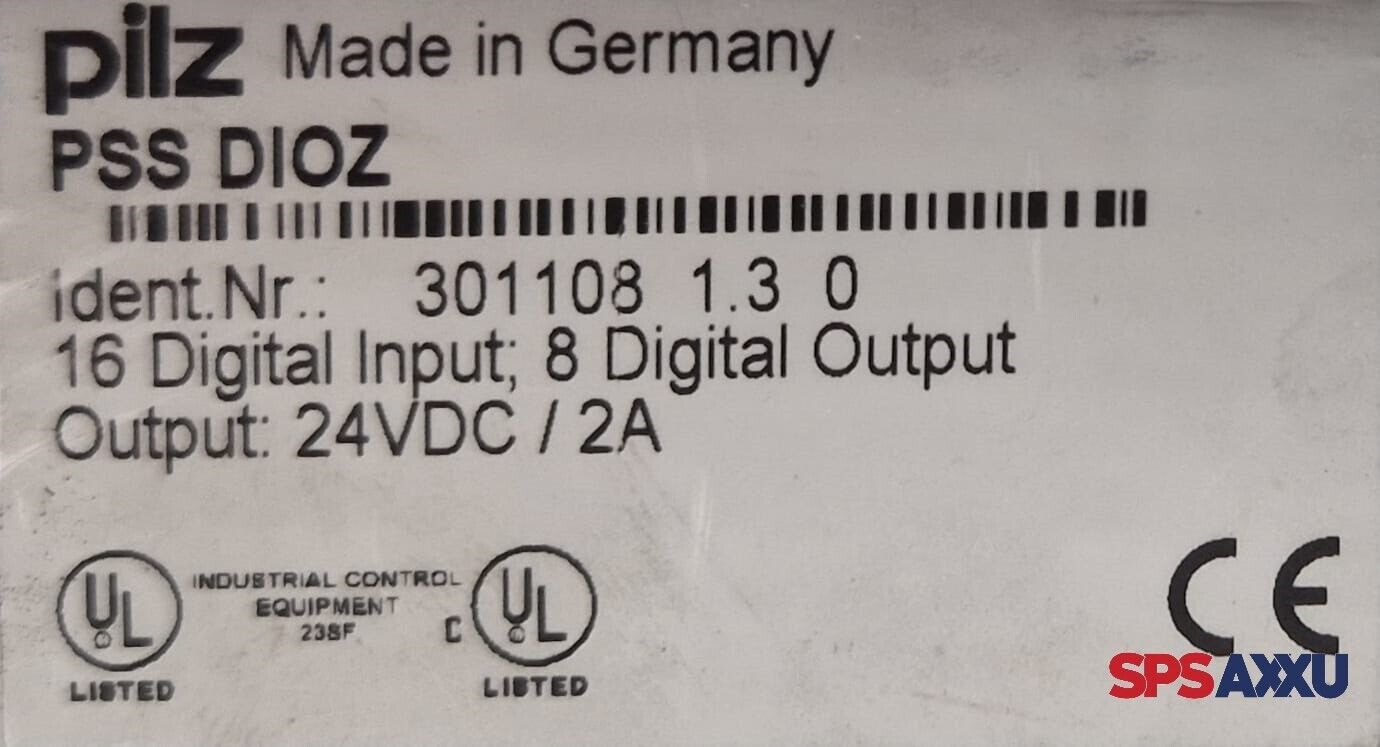 pilz Made in Germany
PSS DIOZ
ident.Nr.: 301108 1.3 0
16 Digital Input; 8 Digital Output
Output: 24VDC / 2A
UL INDUSTRIAL CONTROL
EQUIPMENT
238F
C UL
LISTED
LISTED
CE
SPSAXXU